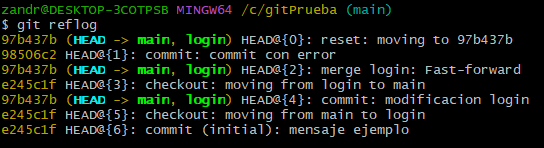 zandr@DESKTOP-3COTPSB MINGW64 /c/gitPrueba (main)
$ git reflog
97b437b (HEAD -> main, login) HEAD@{0}: reset: moving to 97b437b
98506c2 HEAD@{1}: commit: commit con error
97b437b (HEAD -> main, login) HEAD@{2}: merge login: Fast-forward
e245c1f HEAD@{3}: checkout: moving from login to main
97b437b (HEAD -> main, login) HEAD@{4}: commit: modificacion login
e245c1f HEAD@{5}: checkout: moving from main to login
e245c1f HEAD@{6}: commit (initial): mensaje ejemplo